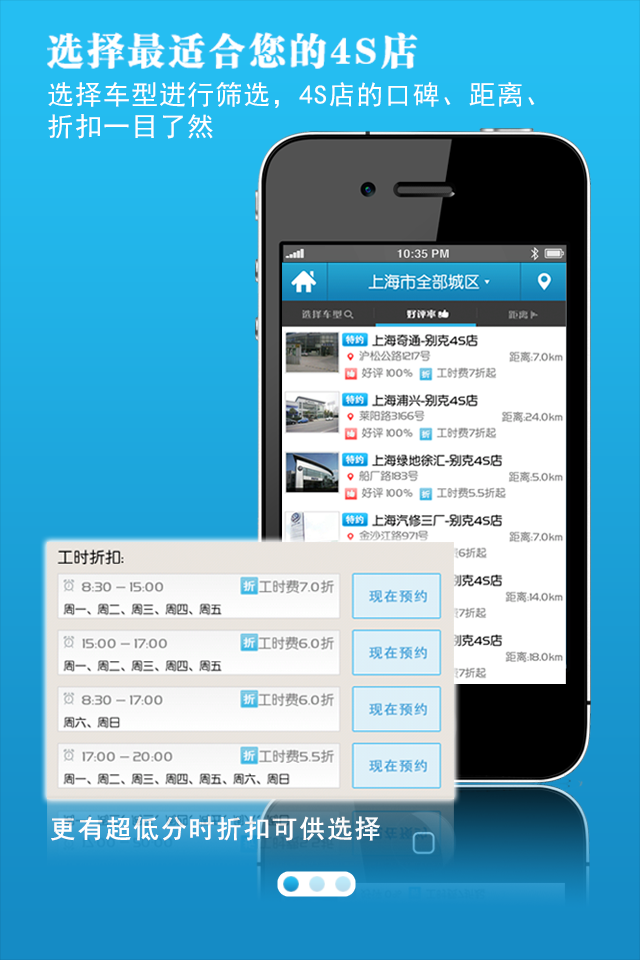 选择最适合您的4S店
选择车型进行筛选，4S店的口碑、距离、
折扣一目了然
10:35 PM
上海市全部城区
选择车型 好评率 距离
特约 上海奇通-别克4S店
沪松公路1217号 距离:7.0km
好评 100% 折 工时费7折起
特约 上海浦兴-别克4S店
莱阳路3166号 距离:24.0km
好评 100% 折 工时费7折起
特约 上海绿地徐汇-别克4S店
船厂路183号 距离:5.0km
好评 100% 折 工时费5.5折起
特约 上海汽修三厂-别克4S店
金沙江路971号 距离:7.0km
费6折起
别克4S店
距离:14.0km
费7折起
别克4S店
距离:18.0km
费7折起
工时折扣:
8:30 – 15:00 折 工时费7.0折
周一、周二、周三、周四、周五
现在预约
15:00 – 17:00 折 工时费6.0折
周一、周二、周三、周四、周五
现在预约
8:30 – 17:00 折 工时费6.0折
周六、周日
现在预约
17:00 – 20:00 折 工时费5.5折
周一、周二、周三、周四、周五、周六、周日
现在预约
更有超低分时折扣可供选择